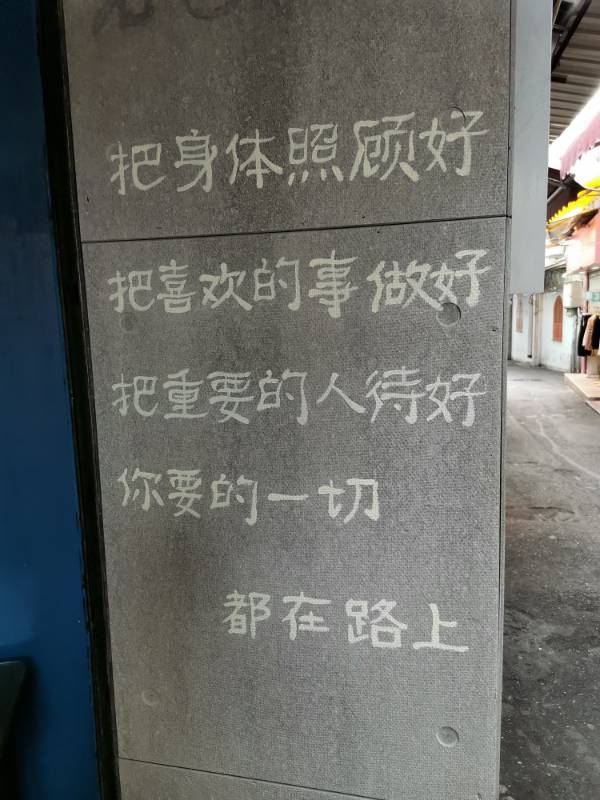 把身体照顾好
把喜欢的事做好
把重要的人待好
你要的一切
都在路上